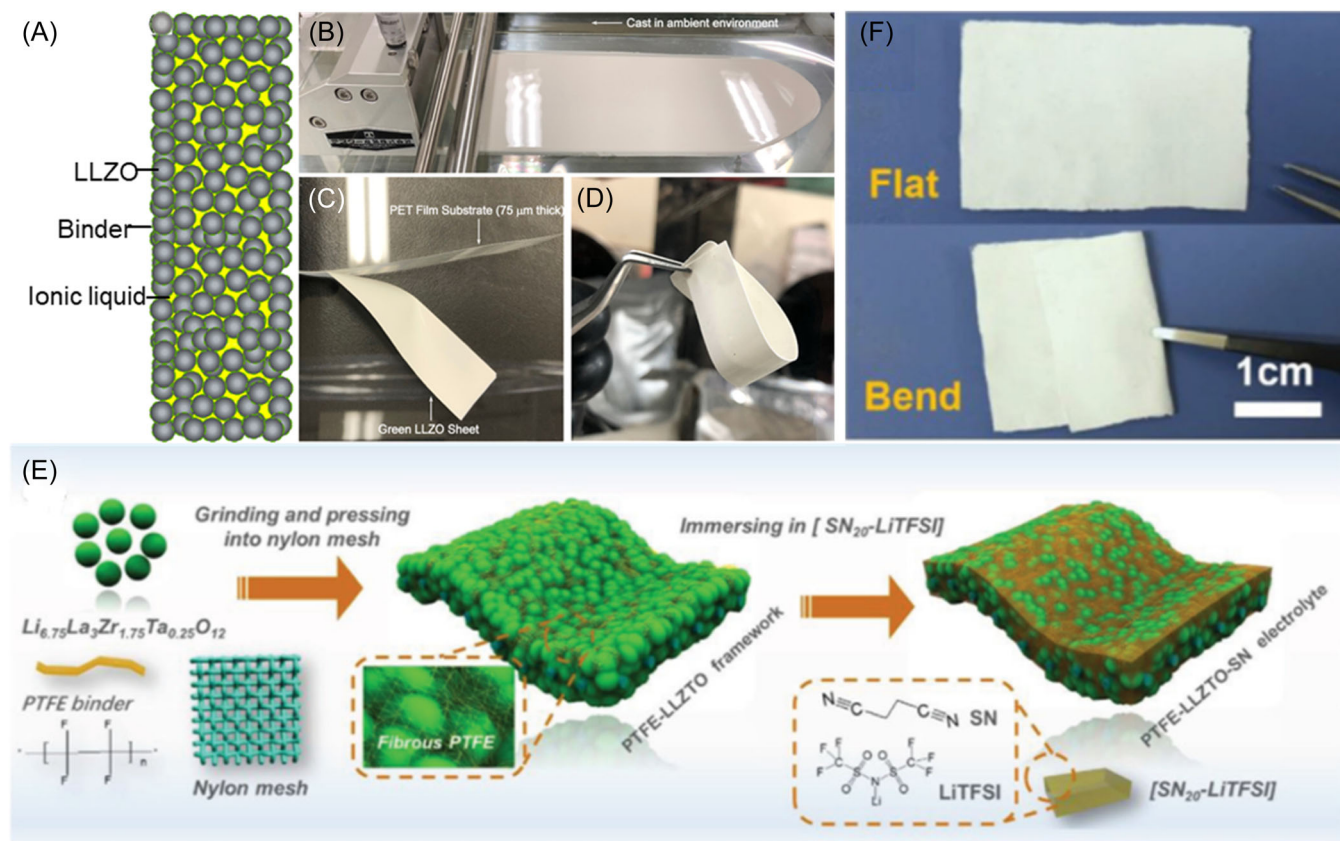 (A)
LLZO
Binder
Ionic liquid
(B)
Cast in ambient environment
(C)
PET Film Substrate (75 μm thick)
Green LLZO Sheet
(D)
(F)
Flat
Bend
1cm
(E)
Li6.75La3Zr1.75Ta0.25O12
PTFE binder
F F
n
F F
Nylon mesh
Grinding and pressing
into nylon mesh
Fibrous PTFE
PTFE-LLZTO framework
Immersing in [ SN20-LiTFSI]
N N
SN
F O O F
F S S F
F O N O F
Li
LiTFSI
[SN20-LiTFSI]
PTFE-LLZTO-SN electrolyte